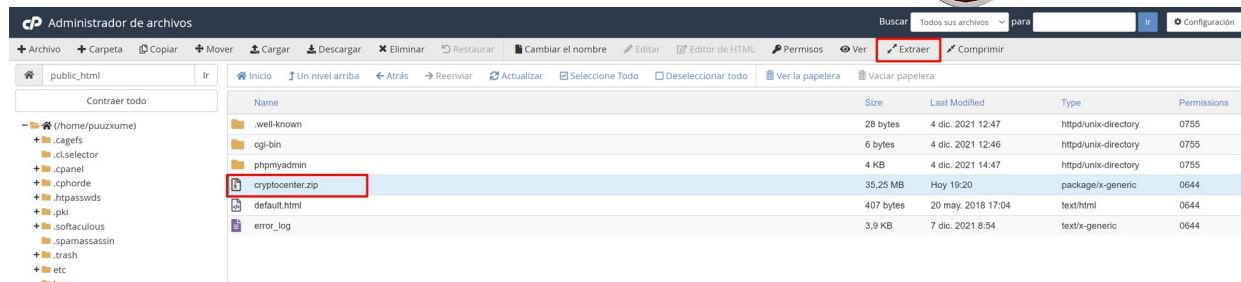 cP Administrador de archivos Buscar Todos sus archivos para Ir Configuración
Archivo Carpeta Copiar Mover Cargar Descargar Eliminar Restaurar Cambiar el nombre Editar Editor de HTML Permisos Ver Extraer Comprimir
public_html Ir Inicio Un nivel arriba Atrás Reenviar Actualizar Seleccione Todo Deseleccionar todo Ver la papelera Vaciar papelera
Contraer todo
Name Size Last Modified Type Permissions
(/home/puuzxume)
.cagefs
.cl.selector
.cpanel
.cphorde
.htpasswds
.pki
.softaculous
.spamassassin
.trash
etc
.well-known 28 bytes 4 dic. 2021 12:47 httpd/unix-directory 0755
cgi-bin 6 bytes 4 dic. 2021 12:46 httpd/unix-directory 0755
phpmyadmin 4 KB 4 dic. 2021 14:47 httpd/unix-directory 0755
cryptocenter.zip 35,25 MB Hoy 19:20 package/x-generic 0644
default.html 407 bytes 20 may. 2018 17:04 text/html 0644
error_log 3,9 KB 7 dic. 2021 8:54 text/x-generic 0644